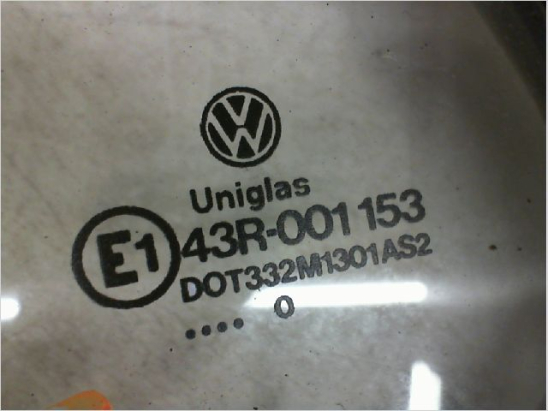 Uniglas
E1 43R-001153
DOT332M1301AS2
.... 0